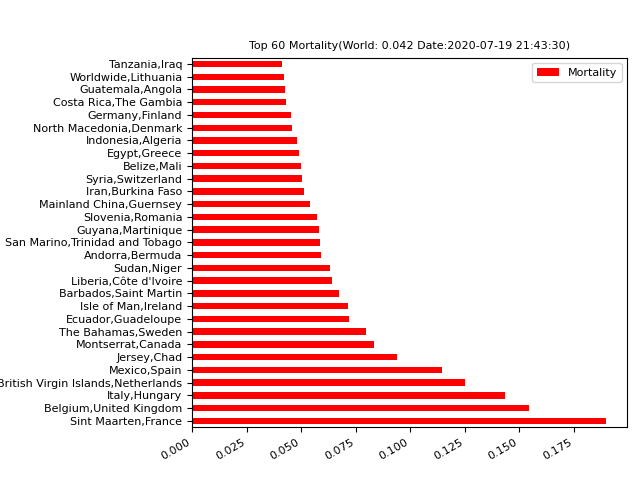 Top 60 Mortality(World: 0.042 Date:2020-07-19 21:43:30)
Mortality
Tanzania,Iraq
Worldwide,Lithuania
Guatemala,Angola
Costa Rica,The Gambia
Germany,Finland
North Macedonia,Denmark
Indonesia,Algeria
Egypt,Greece
Belize,Mali
Syria,Switzerland
Iran,Burkina Faso
Mainland China,Guernsey
Slovenia,Romania
Guyana,Martinique
San Marino,Trinidad and Tobago
Andorra,Bermuda
Sudan,Niger
Liberia,Côte d'Ivoire
Barbados,Saint Martin
Isle of Man,Ireland
Ecuador,Guadeloupe
The Bahamas,Sweden
Montserrat,Canada
Jersey,Chad
Mexico,Spain
British Virgin Islands,Netherlands
Italy,Hungary
Belgium,United Kingdom
Sint Maarten,France
0.000 0.025 0.050 0.075 0.100 0.125 0.150 0.175